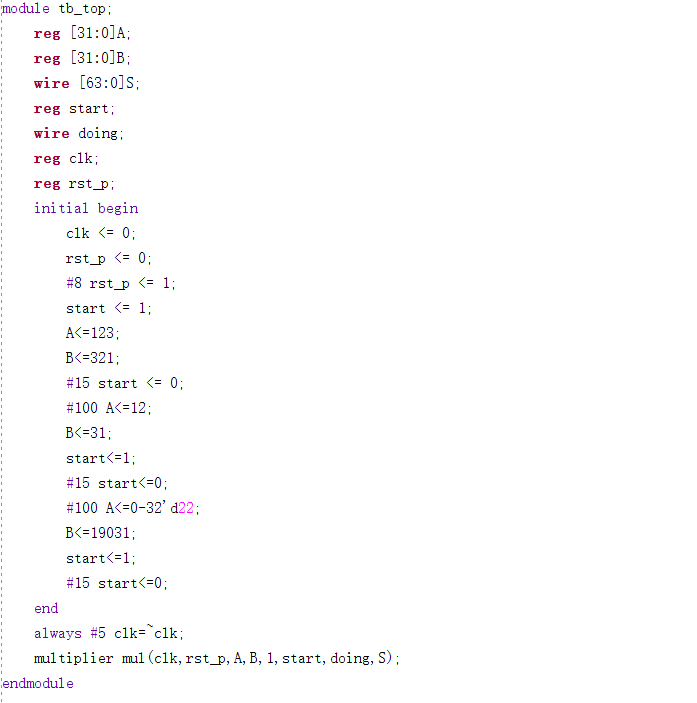 module tb_top;
    reg [31:0]A;
    reg [31:0]B;
    wire [63:0]S;
    reg start;
    wire doing;
    reg clk;
    reg rst_p;
    initial begin
        clk <= 0;
        rst_p <= 0;
        #8 rst_p <= 1;
        start <= 1;
        A<=123;
        B<=321;
        #15 start <= 0;
        #100 A<=12;
        B<=31;
        start<=1;
        #15 start<=0;
        #100 A<=0-32'd22;
        B<=19031;
        start<=1;
        #15 start<=0;
    end
    always #5 clk=~clk;
    multiplier mul(clk,rst_p,A,B,1,start,doing,S);
endmodule